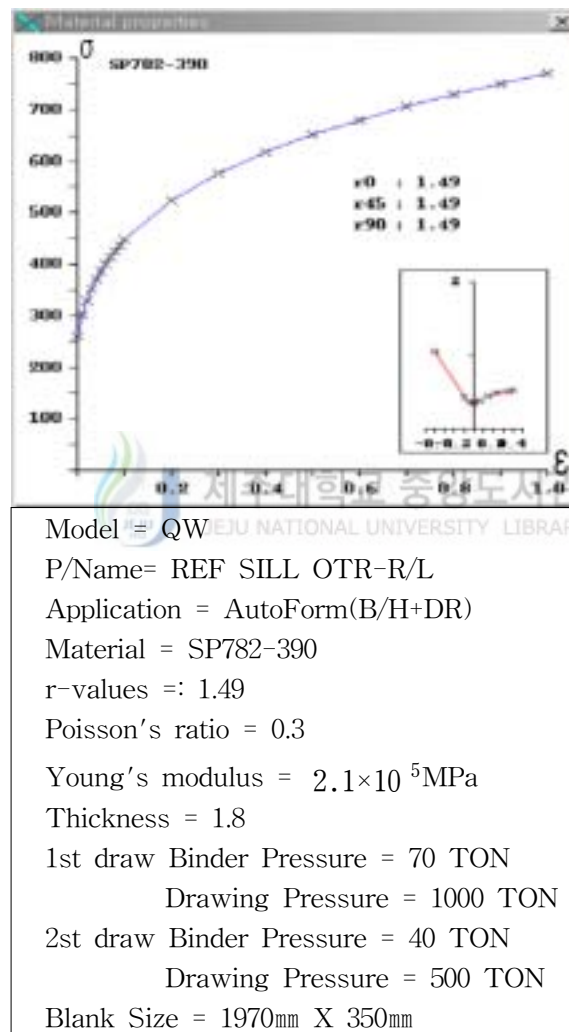 Material properties
σ
SP782-390
800
700
600
500
400
300
200
100
r0 : 1.49
r45 : 1.49
r90 : 1.49
2
ε
0.2 0.4 0.6 0.8 1.0
제주대학교 중앙도서관
JEJU NATIONAL UNIVERSITY LIBRARY
Model = QW
P/Name= REF SILL OTR-R/L
Application = AutoForm(B/H+DR)
Material = SP782-390
r-values =: 1.49
Poisson's ratio = 0.3
Young's modulus = 2.1×10 ⁵MPa
Thickness = 1.8
1st draw Binder Pressure = 70 TON
Drawing Pressure = 1000 TON
2st draw Binder Pressure = 40 TON
Drawing Pressure = 500 TON
Blank Size = 1970㎜ X 350㎜